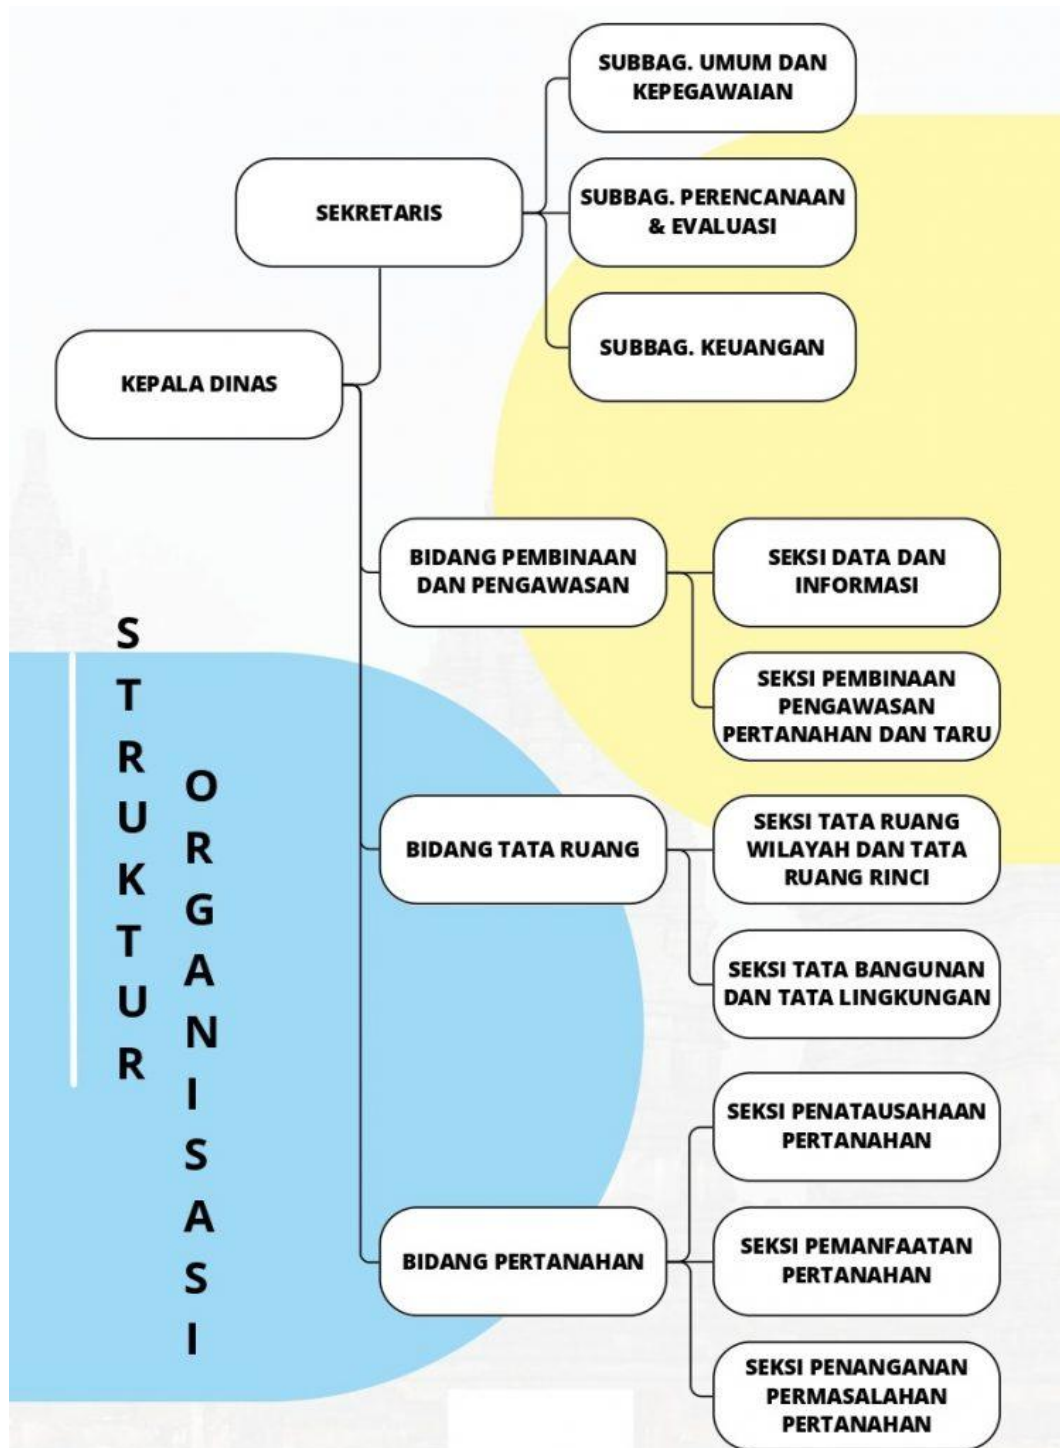 SUBBAG. UMUM DAN
KEPEGAWAIAN
SEKRETARIS
SUBBAG. PERENCANAAN
& EVALUASI
SUBBAG. KEUANGAN
KEPALA DINAS
BIDANG PEMBINAAN
DAN PENGAWASAN
SEKSI DATA DAN
INFORMASI
SEKSI PEMBINAAN
PENGAWASAN
PERTANAHAN DAN TARU
BIDANG TATA RUANG
SEKSI TATA RUANG
WILAYAH DAN TATA
RUANG RINCI
SEKSI TATA BANGUNAN
DAN TATA LINGKUNGAN
BIDANG PERTANAHAN
SEKSI PENATAUSAHAAN
PERTANAHAN
SEKSI PEMANFAATAN
PERTANAHAN
SEKSI PENANGANAN
PERMASALAHAN
PERTANAHAN
STRUKTUR
ORGANISASI